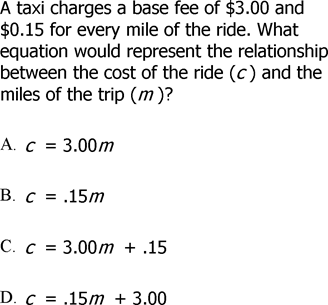 A taxi charges a base fee of $3.00 and
$0.15 for every mile of the ride. What
equation would represent the relationship
between the cost of the ride (c) and the
miles of the trip (m)?
A. c = 3.00m
B. c = .15m
C. c = 3.00m + .15
D. c = .15m + 3.00